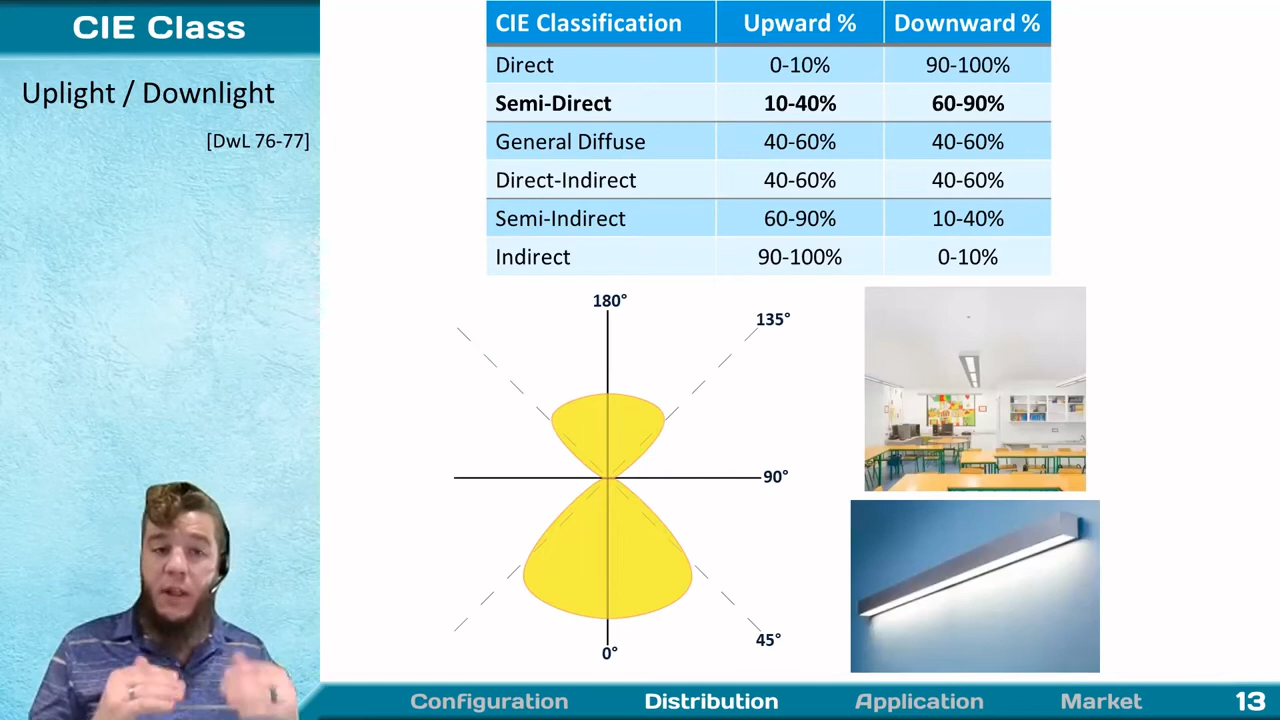 CIE Class
Uplight / Downlight
[DwL 76-77]
CIE Classification Upward % Downward %
Direct 0-10% 90-100%
Semi-Direct 10-40% 60-90%
General Diffuse 40-60% 40-60%
Direct-Indirect 40-60% 40-60%
Semi-Indirect 60-90% 10-40%
Indirect 90-100% 0-10%
180°
135°
90°
45°
0°
Configuration Distribution Application Market 13